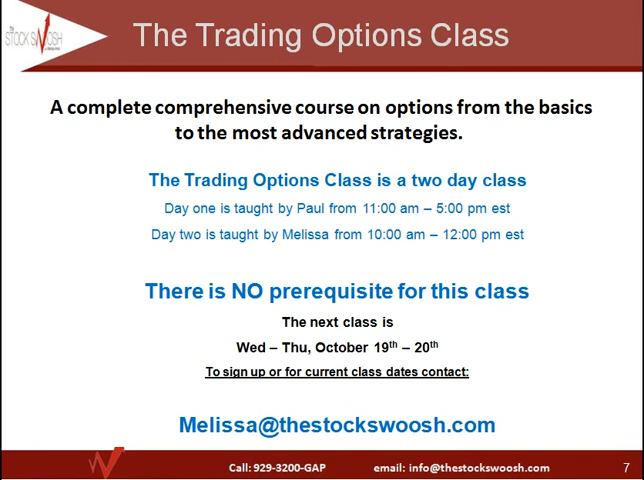 The
STOCK SWOOSH
The Trading Options Class
A complete comprehensive course on options from the basics
to the most advanced strategies.
The Trading Options Class is a two day class
Day one is taught by Paul from 11:00 am – 5:00 pm est
Day two is taught by Melissa from 10:00 am – 12:00 pm est
There is NO prerequisite for this class
The next class is
Wed – Thu, October 19th – 20th
To sign up or for current class dates contact:
Melissa@thestockswoosh.com
Call: 929-3200-GAP email: info@thestockswoosh.com 7